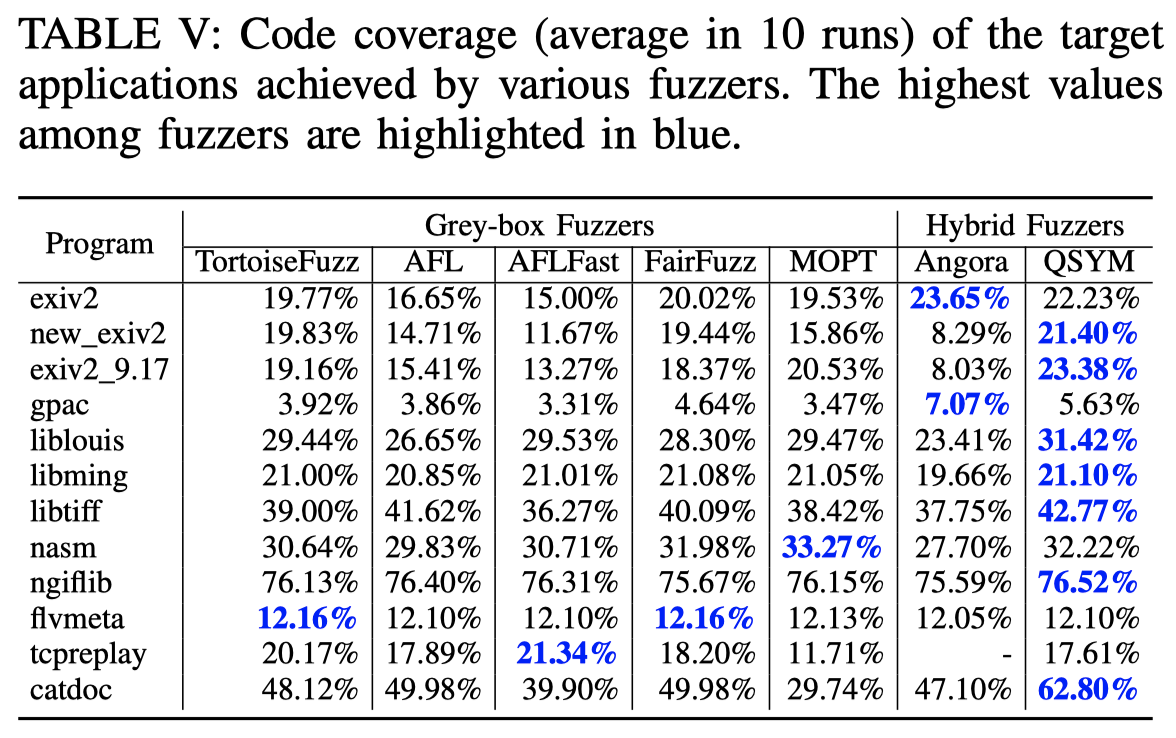 TABLE V: Code coverage (average in 10 runs) of the target
applications achieved by various fuzzers. The highest values
among fuzzers are highlighted in blue.
Program Grey-box Fuzzers Hybrid Fuzzers
TortoiseFuzz AFL AFLFast FairFuzz MOPT Angora QSYM
exiv2 19.77% 16.65% 15.00% 20.02% 19.53% 23.65% 22.23%
new_exiv2 19.83% 14.71% 11.67% 19.44% 15.86% 8.29% 21.40%
exiv2_9.17 19.16% 15.41% 13.27% 18.37% 20.53% 8.03% 23.38%
gpac 3.92% 3.86% 3.31% 4.64% 3.47% 7.07% 5.63%
liblouis 29.44% 26.65% 29.53% 28.30% 29.47% 23.41% 31.42%
libming 21.00% 20.85% 21.01% 21.08% 21.05% 19.66% 21.10%
libtiff 39.00% 41.62% 36.27% 40.09% 38.42% 37.75% 42.77%
nasm 30.64% 29.83% 30.71% 31.98% 33.27% 27.70% 32.22%
ngiflib 76.13% 76.40% 76.31% 75.67% 76.15% 75.59% 76.52%
flvmeta 12.16% 12.10% 12.10% 12.16% 12.13% 12.05% 12.10%
tcpreplay 20.17% 17.89% 21.34% 18.20% 11.71% - 17.61%
catdoc 48.12% 49.98% 39.90% 49.98% 29.74% 47.10% 62.80%